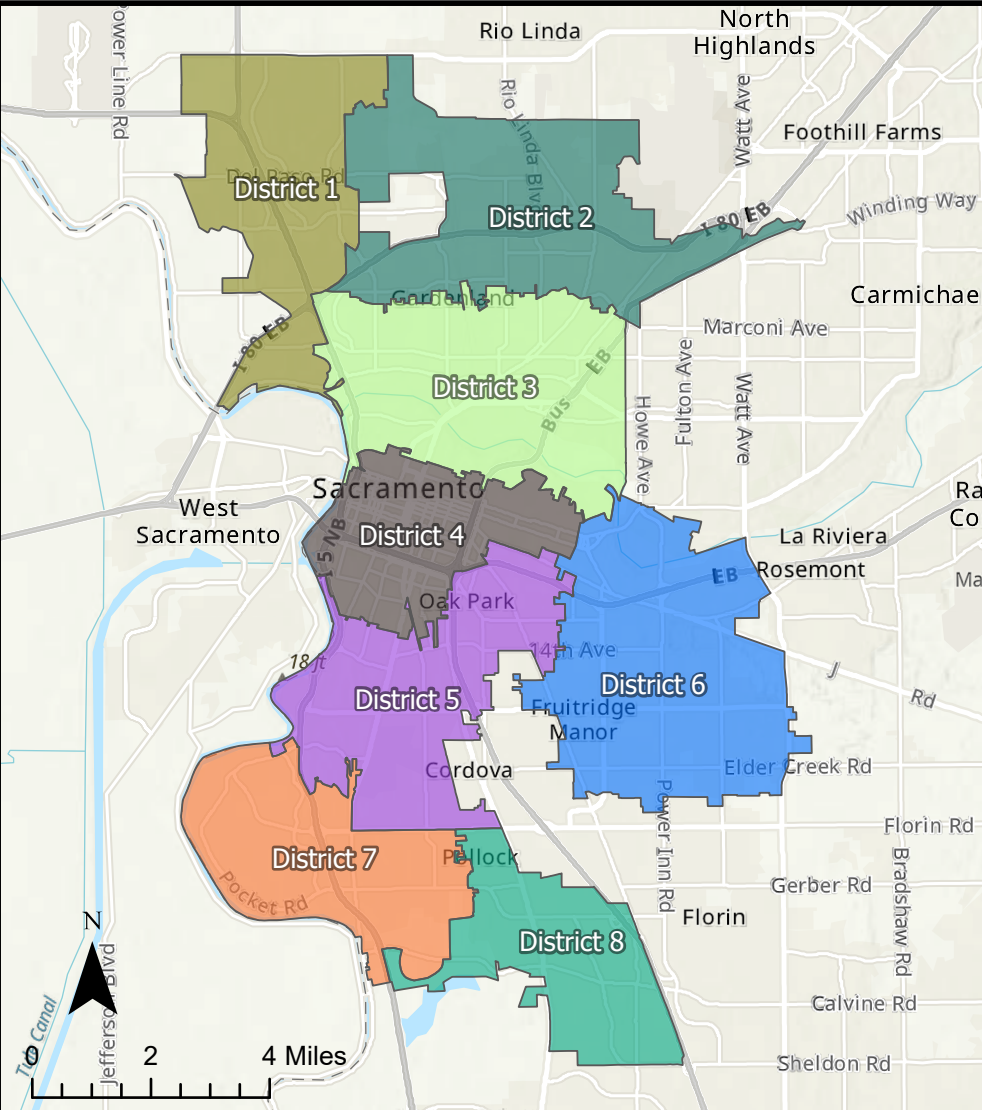 North
Highlands
Rio Linda
Power Line Rd
Rio Linda Blvd
Watt Ave
Foothill Farms
Del Paso Rd
District 1
District 2
I 80 EB
Winding Way
Gardenland
Carmichae
I 80 EB
Marconi Ave
District 3
EB
Bus
Howe Ave
Fulton Ave
Watt Ave
Sacramento
Ra
Co
West
Sacramento
I 5 NB
District 4
La Riviera
EB
Rosemont
Ma
Oak Park
14th Ave
18 ft
District 5
District 6
J
Rd
Fruitridge
Manor
Cordova
Elder Creek Rd
Power Inn Rd
Florin Rd
District 7
Pollock
Gerber Rd
Bradshaw Rd
Pocket Rd
Florin
N
District 8
Jefferson Blvd
Calvine Rd
Tule Canal
0 2 4 Miles
Sheldon Rd